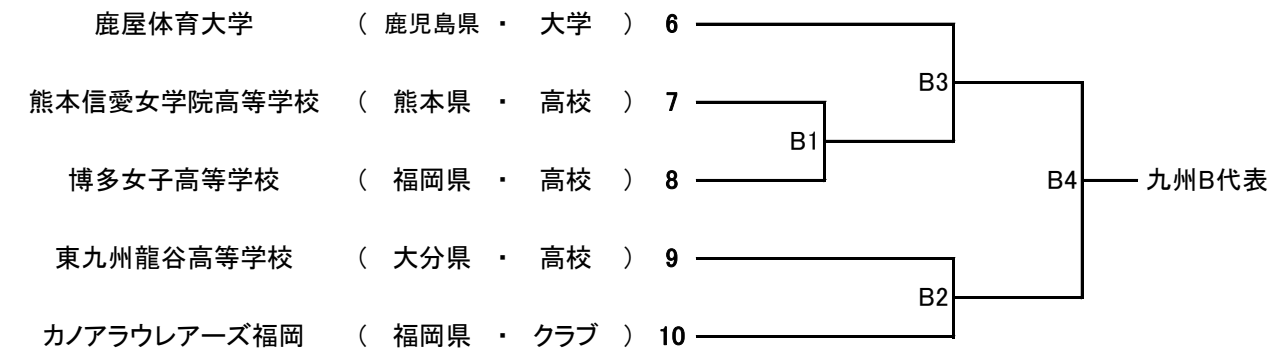 鹿屋体育大学 ( 鹿児島県 ・ 大学 ) 6
B3
熊本信愛女学院高等学校 ( 熊本県 ・ 高校 ) 7
B1
博多女子高等学校 ( 福岡県 ・ 高校 ) 8
B4 九州B代表
東九州龍谷高等学校 ( 大分県 ・ 高校 ) 9
B2
カノアラウレアーズ福岡 ( 福岡県 ・ クラブ ) 10